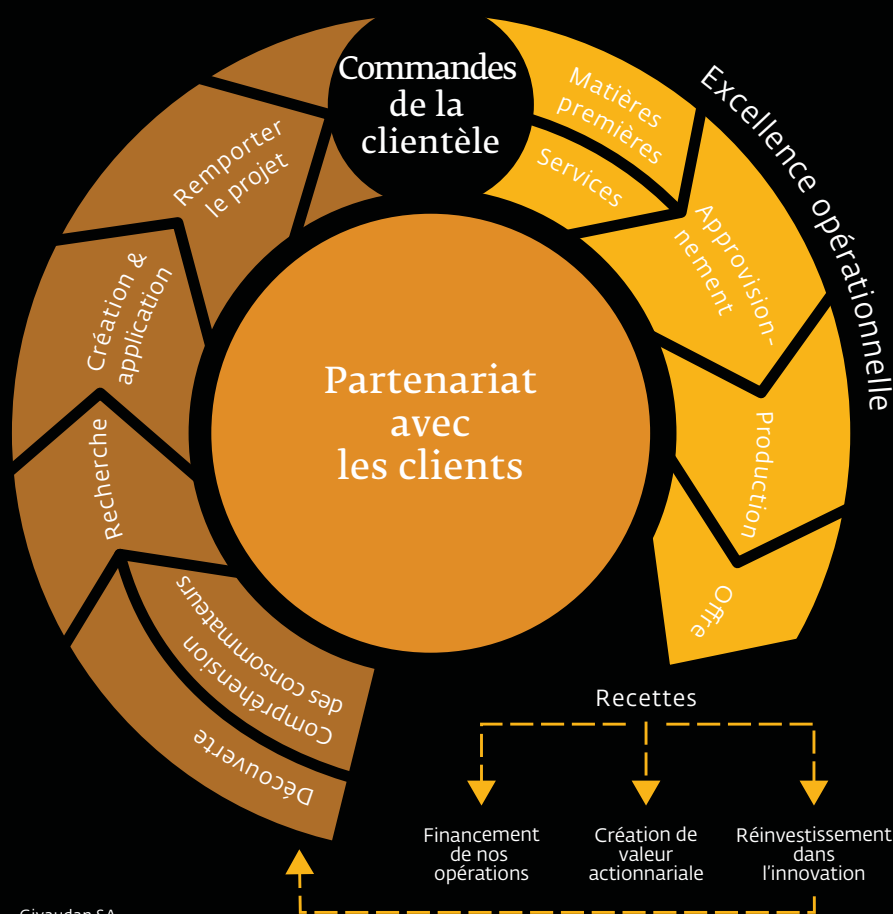 Commandes
de la
clientèle
Matières
premières
Services
Excellence opérationnelle
Approvision-
nement
Production
Offre
Remporter
le projet
Création &
application
Recherche
Compréhension
des consommateurs
Découverte
Partenariat
avec
les clients
Recettes
Financement
de nos
opérations
Création de
valeur
actionnariale
Réinvestissement
dans
l'innovation
Givaudan SA